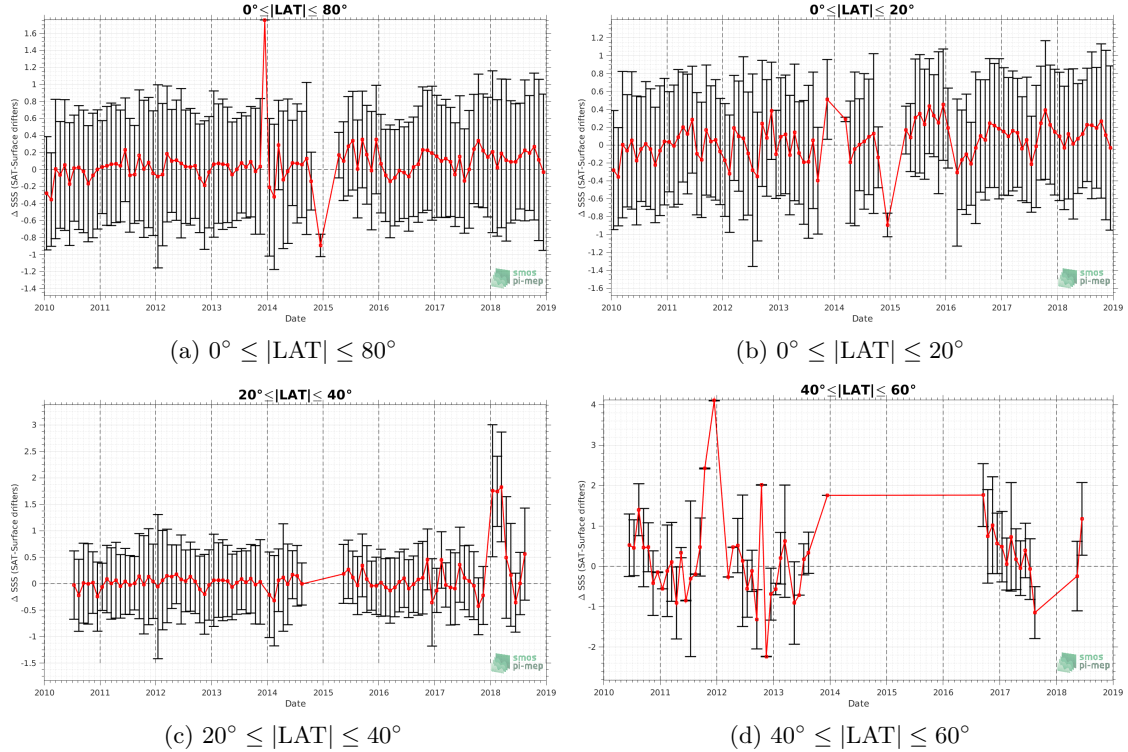 0°≤|LAT|≤ 80°
Δ SSS (SAT-Surface drifters)
1.6
1.4
1.2
1
0.8
0.6
0.4
0.2
0
-0.2
-0.4
-0.6
-0.8
-1
-1.2
-1.4
2010 2011 2012 2013 2014 2015 2016 2017 2018 2019
Date
smos
pi-mep
(a) 0° ≤ |LAT| ≤ 80°
0°≤|LAT|≤ 20°
Δ SSS (SAT-Surface drifters)
1.2
1
0.8
0.6
0.4
0.2
0
-0.2
-0.4
-0.6
-0.8
-1
-1.2
-1.4
-1.6
2010 2011 2012 2013 2014 2015 2016 2017 2018 2019
Date
smos
pi-mep
(b) 0° ≤ |LAT| ≤ 20°
20°≤|LAT|≤ 40°
Δ SSS (SAT-Surface drifters)
3
2.5
2
1.5
1
0.5
0
-0.5
-1
-1.5
2010 2011 2012 2013 2014 2015 2016 2017 2018 2019
Date
smos
pi-mep
(c) 20° ≤ |LAT| ≤ 40°
40°≤|LAT|≤ 60°
Δ SSS (SAT-Surface drifters)
4
3
2
1
0
-1
-2
2010 2011 2012 2013 2014 2015 2016 2017 2018 2019
Date
smos
pi-mep
(d) 40° ≤ |LAT| ≤ 60°